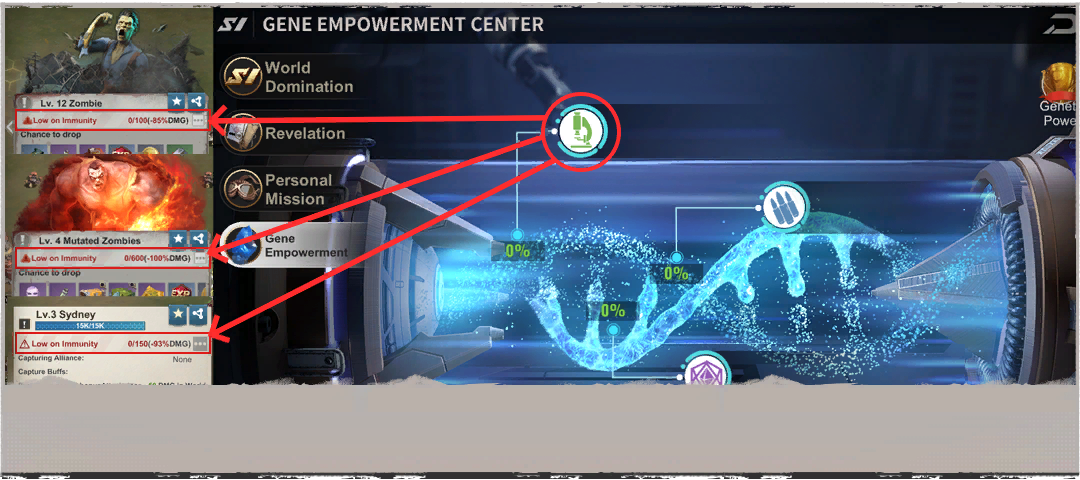 Lv. 12 Zombie
Low on Immunity 0/100(-85%DMG)
Chance to drop
Lv. 4 Mutated Zombies
Low on Immunity 0/600(-100%DMG)
Chance to drop
EXP
Lv.3 Sydney
15K/15K
Low on Immunity 0/150(-93%DMG)
Capturing Alliance: None
Capture Buffs:
SI GENE EMPOWERMENT CENTER
SI
World
Domination
Revelation
Personal
Mission
Gene
Empowerment
0%
0%
0%
Genet
Powe